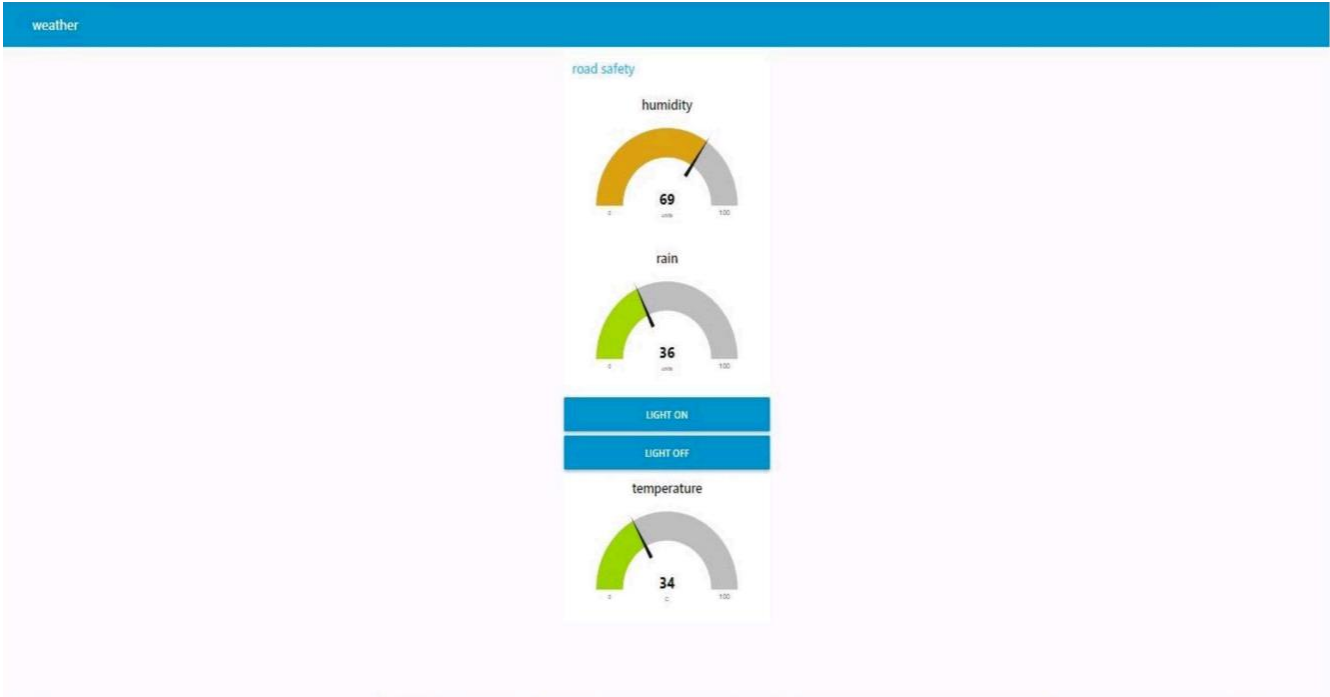 weather
road safety
humidity
69
units
0 100
rain
36
units
0 100
LIGHT ON
LIGHT OFF
temperature
34
C
0 100